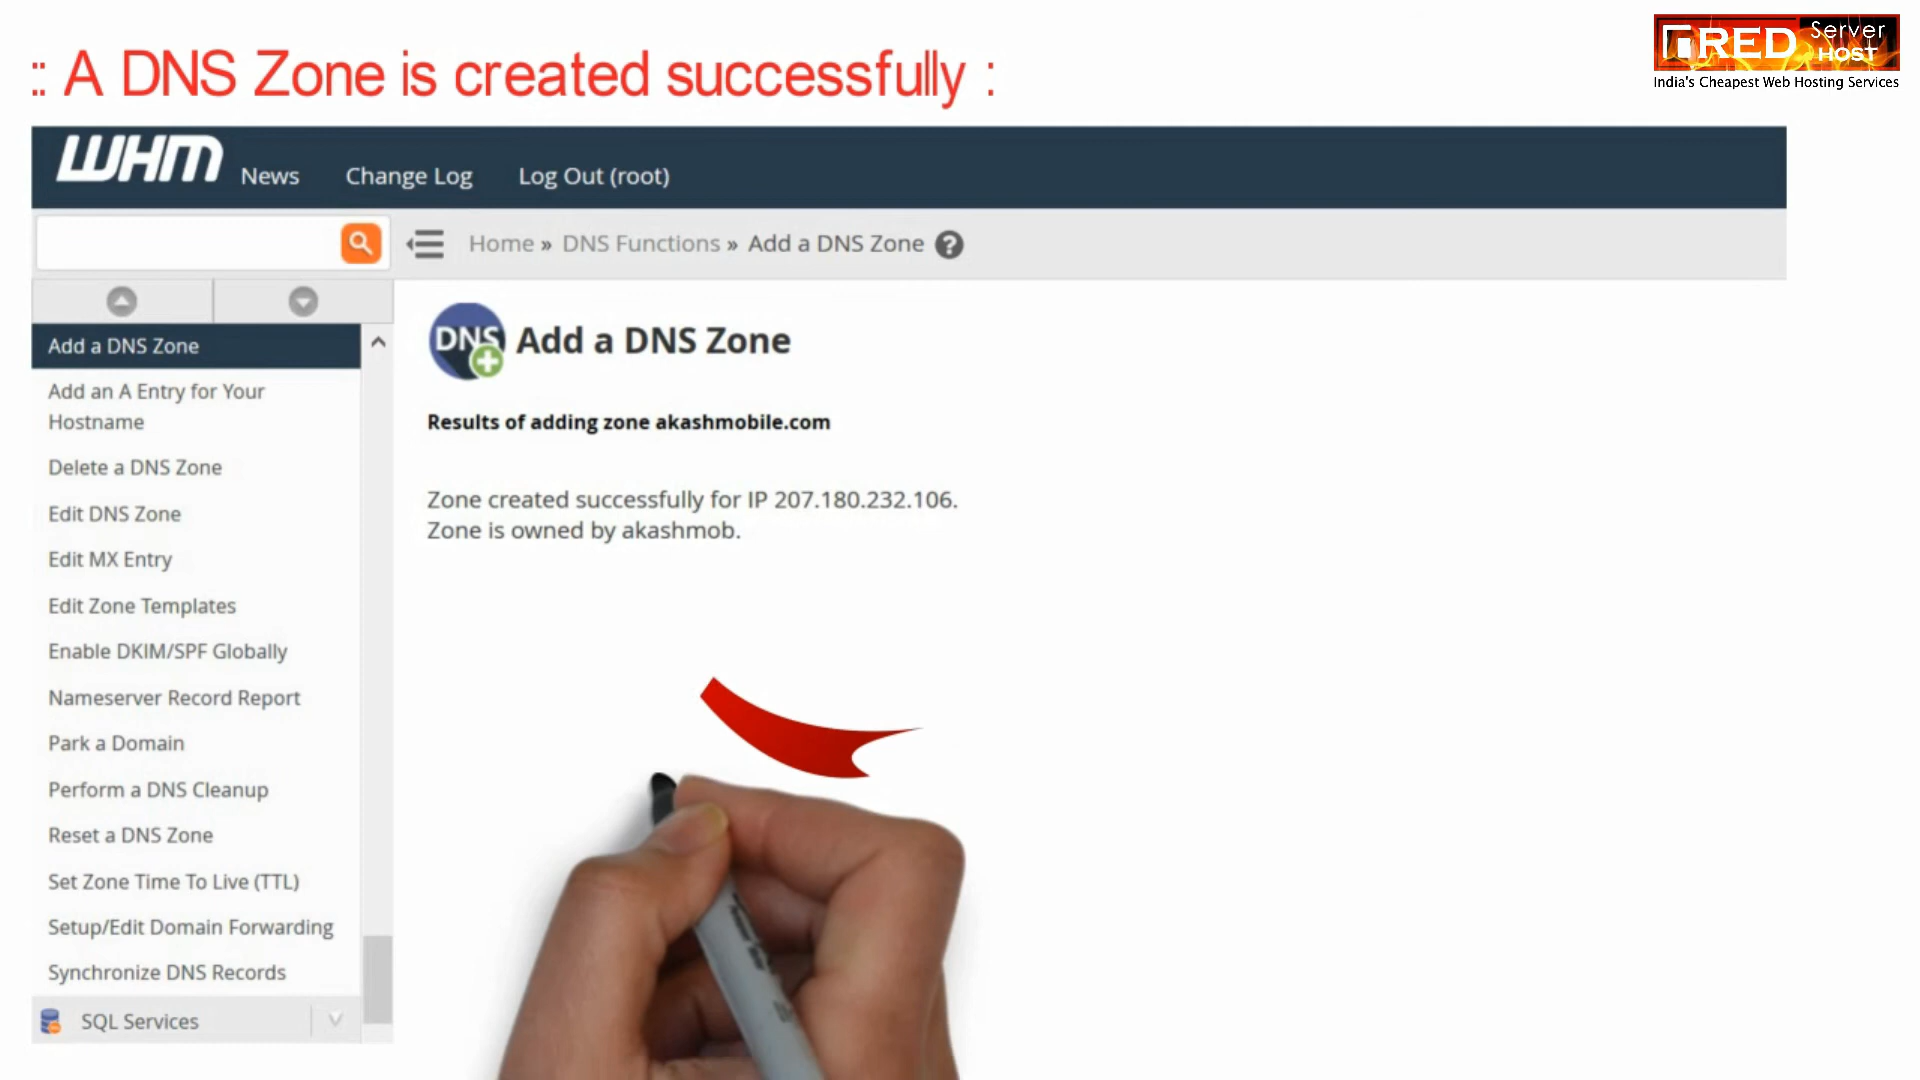 :: A DNS Zone is created successfully :
RED Server HOST
India's Cheapest Web Hosting Services
WHM News Change Log Log Out (root)
Home » DNS Functions » Add a DNS Zone ?
Add a DNS Zone
Add an A Entry for Your
Hostname
Delete a DNS Zone
Edit DNS Zone
Edit MX Entry
Edit Zone Templates
Enable DKIM/SPF Globally
Nameserver Record Report
Park a Domain
Perform a DNS Cleanup
Reset a DNS Zone
Set Zone Time To Live (TTL)
Setup/Edit Domain Forwarding
Synchronize DNS Records
SQL Services
DNS Add a DNS Zone
Results of adding zone akashmobile.com
Zone created successfully for IP 207.180.232.106.
Zone is owned by akashmob.